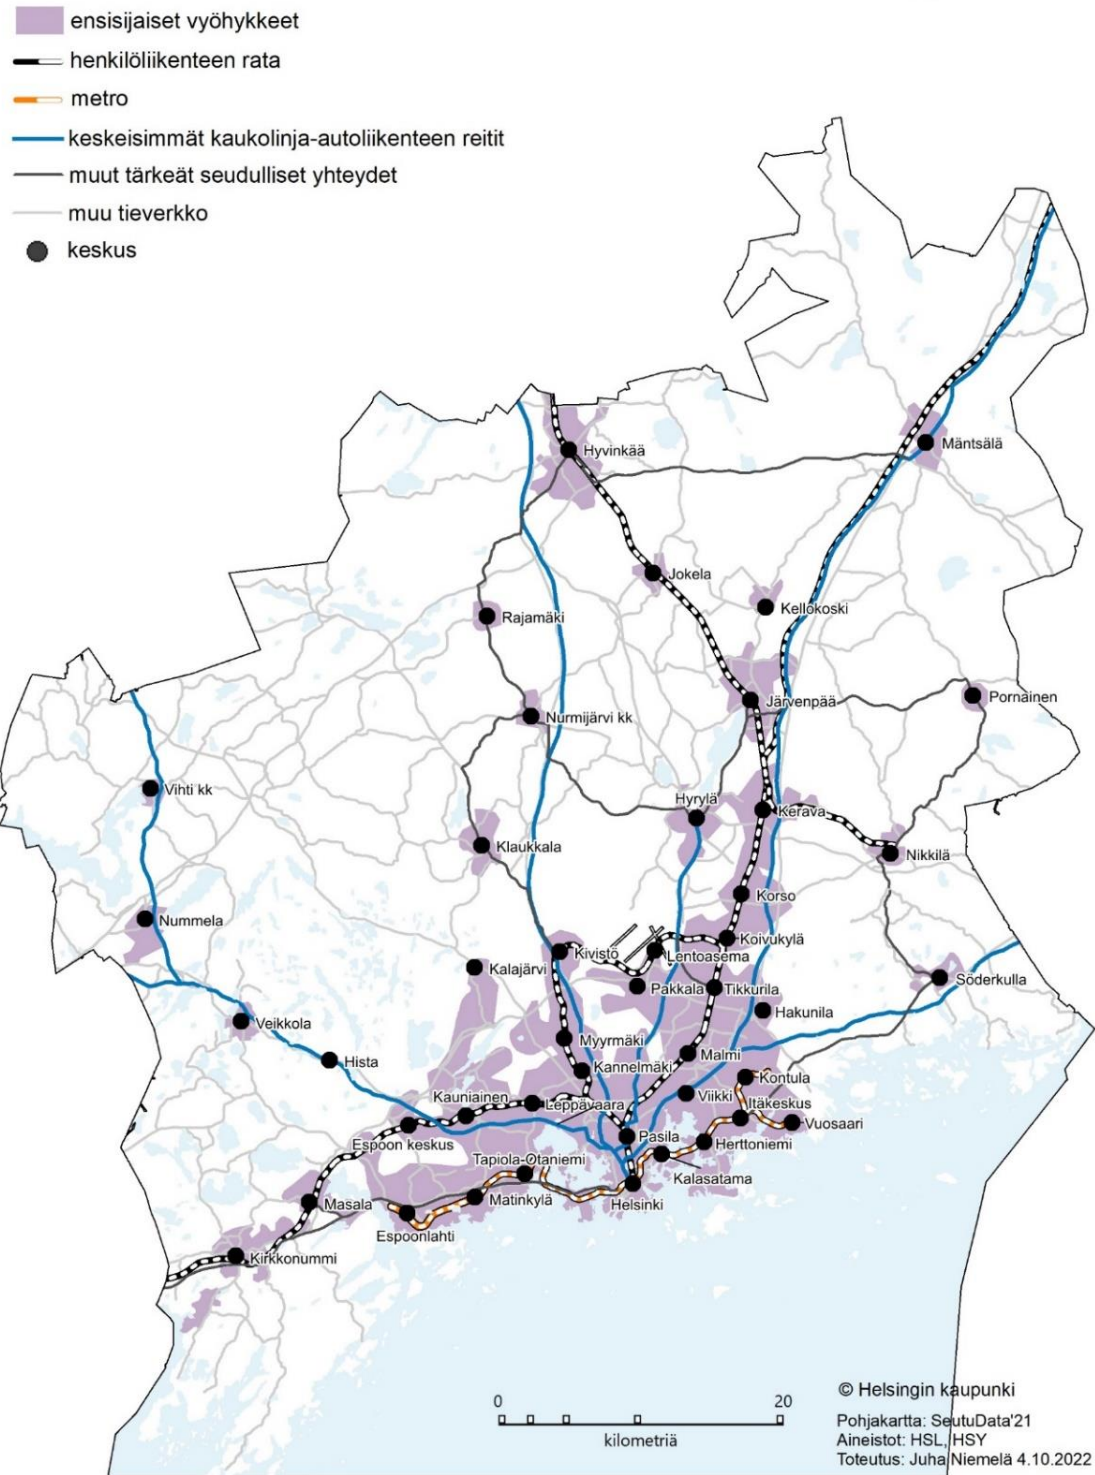 ensisijaiset vyöhykkeet
henkilöliikenteen rata
metro
keskeisimmät kaukolinja-autoliikenteen reitit
muut tärkeät seudulliset yhteydet
muu tieverkko
keskus
Mäntsälä
Hyvinkää
Jokela
Kellokoski
Rajamäki
Pornainen
Järvenpää
Nurmijärvi kk
Vihti kk
Hyrylä
Kerava
Klaukkala
Nikkilä
Korso
Nummela
Koivukylä
Kivistö
Lentoasema
Kalajärvi
Söderkulla
Pakkala
Tikkurila
Hakunila
Veikkola
Myyrmäki
Malmi
Hista
Kannelmäki
Kontula
Kauniainen
Viikki
Leppävaara
Itäkeskus
Vuosaari
Pasila
Herttoniemi
Espoon keskus
Tapiola-Otaniemi
Kalasatama
Masala
Matinkylä
Helsinki
Espoonlahti
Kirkkonummi
0 20
kilometriä
© Helsingin kaupunki
Pohjakartta: SeutuData'21
Aineistot: HSL, HSY
Toteutus: Juha Niemelä 4.10.2022